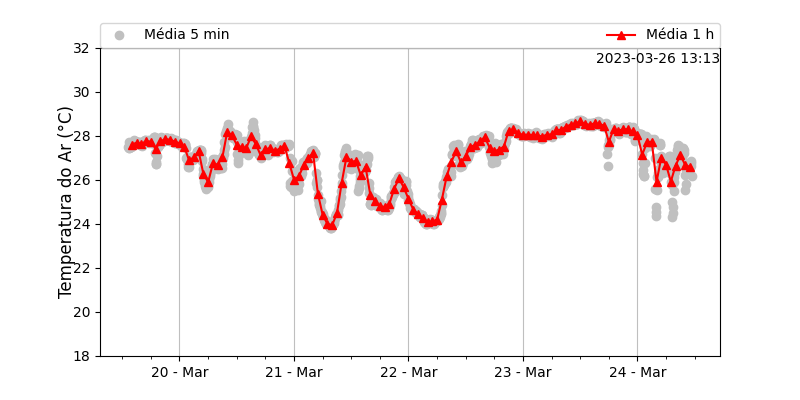 Média 5 min
Média 1 h
2023-03-26 13:13
Temperatura do Ar (°C)
32
30
28
26
24
22
20
18
20 - Mar
21 - Mar
22 - Mar
23 - Mar
24 - Mar